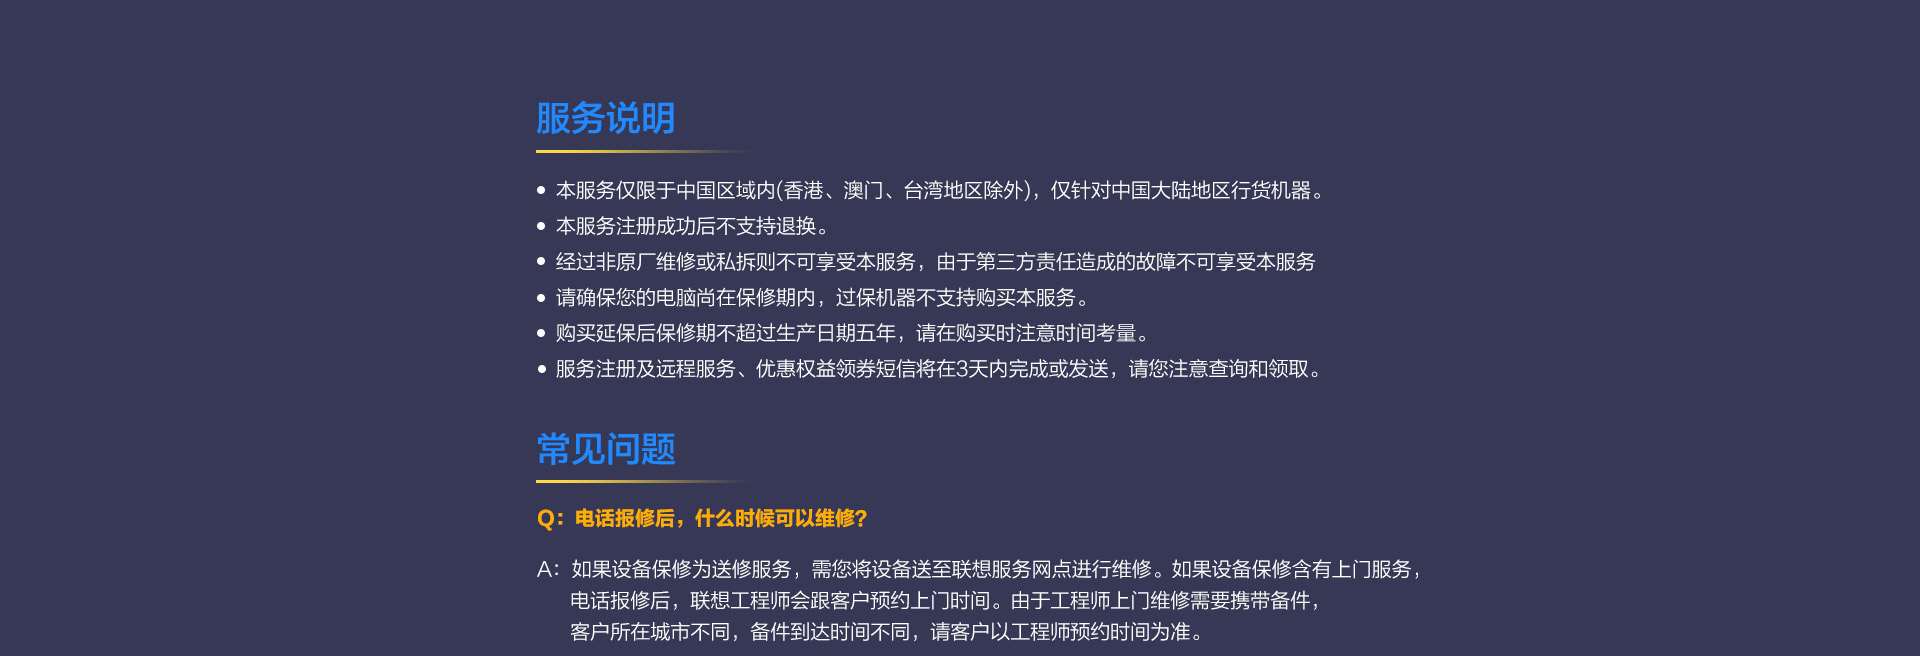 服务说明
• 本服务仅限于中国区域内(香港、澳门、台湾地区除外)，仅针对中国大陆地区行货机器。
• 本服务注册成功后不支持退换。
• 经过非原厂维修或私拆则不可享受本服务，由于第三方责任造成的故障不可享受本服务
• 请确保您的电脑尚在保修期内，过保机器不支持购买本服务。
• 购买延保后保修期不超过生产日期五年，请在购买时注意时间考量。
• 服务注册及远程服务、优惠权益领券短信将在3天内完成或发送，请您注意查询和领取。
常见问题
Q：电话报修后，什么时候可以维修?
A：如果设备保修为送修服务，需您将设备送至联想服务网点进行维修。如果设备保修含有上门服务，
电话报修后，联想工程师会跟客户预约上门时间。由于工程师上门维修需要携带备件，
客户所在城市不同，备件到达时间不同，请客户以工程师预约时间为准。